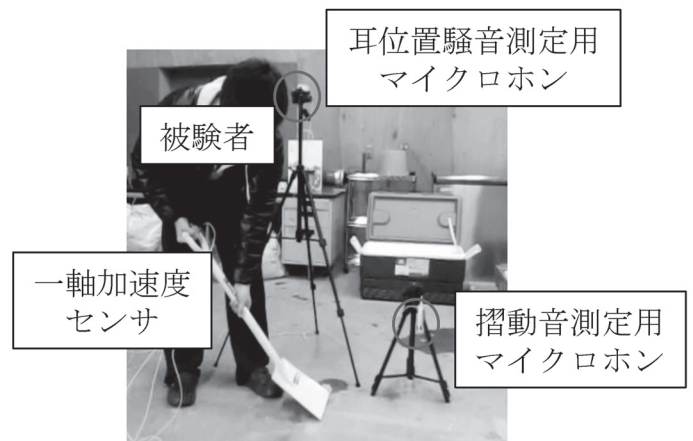 耳位置騒音測定用
マイクロホン
被験者
一軸加速度
センサ
摺動音測定用
マイクロホン